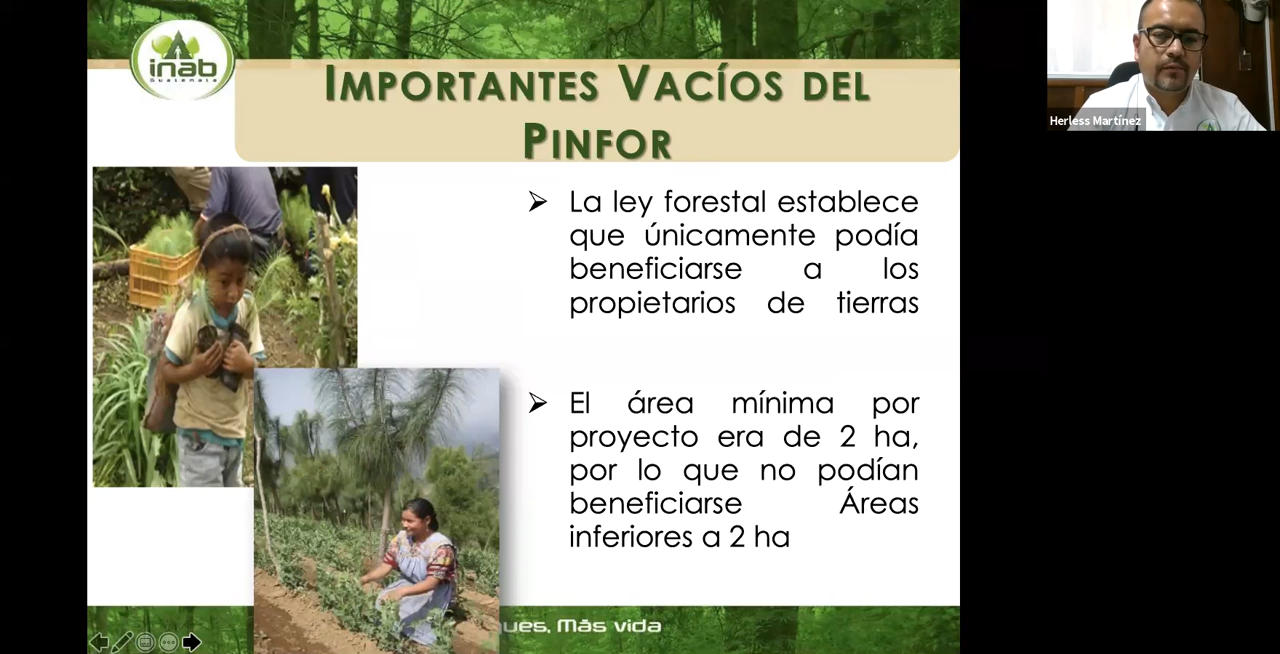 inab
Guatemala
IMPORTANTES VACÍOS DEL
PINFOR
La ley forestal establece
que únicamente podía
beneficiarse a los
propietarios de tierras
El área mínima por
proyecto era de 2 ha,
por lo que no podían
beneficiarse Áreas
inferiores a 2 ha
ues, Más vida
Herless Martínez